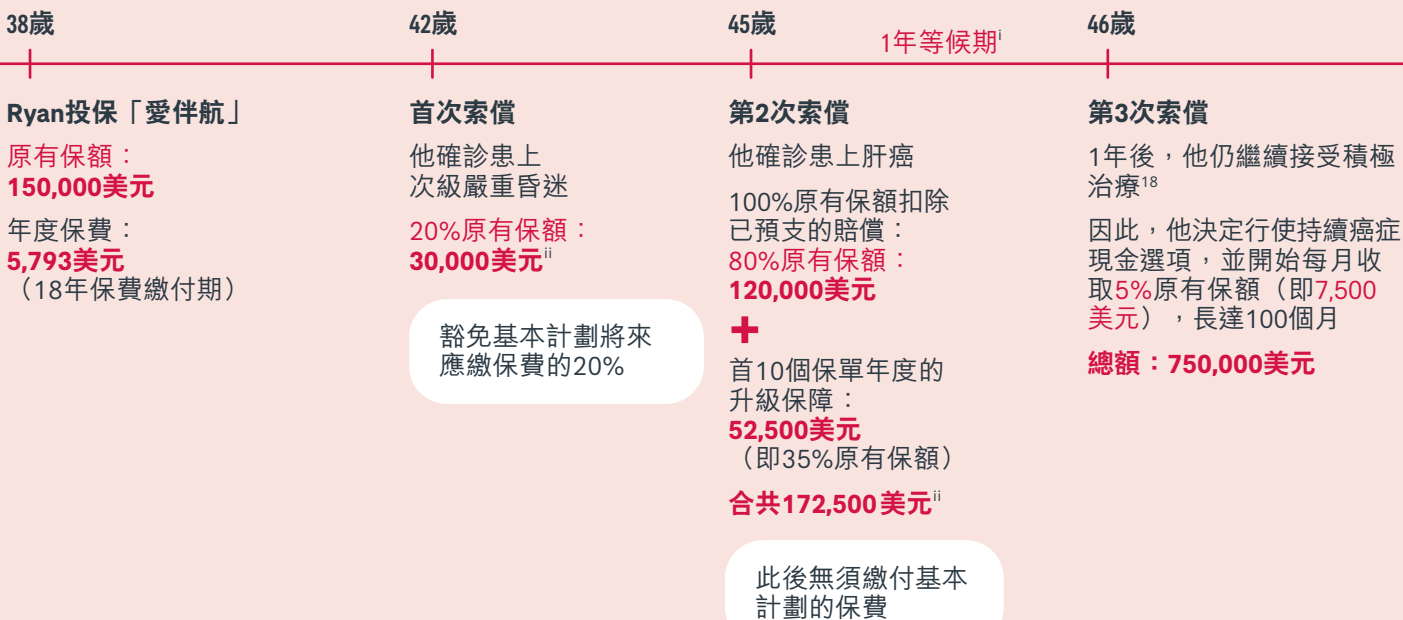 38歲
Ryan投保「愛伴航」
原有保額：
150,000美元
年度保費：
5,793美元
（18年保費繳付期）
42歲
首次索償
他確診患上
次級嚴重昏迷
20%原有保額：
30,000美元ii
豁免基本計劃將來
應繳保費的20%
45歲
第2次索償
他確診患上肝癌
100%原有保額扣除
已預支的賠償：
80%原有保額：
120,000美元
+
首10個保單年度的
升級保障：
52,500美元
（即35%原有保額）
合共172,500美元ii
此後無須繳付基本
計劃的保費
1年等候期i
46歲
第3次索償
1年後，他仍繼續接受積極
治療18
因此，他決定行使持續癌症
現金選項，並開始每月收
取5%原有保額（即7,500
美元），長達100個月
總額：750,000美元